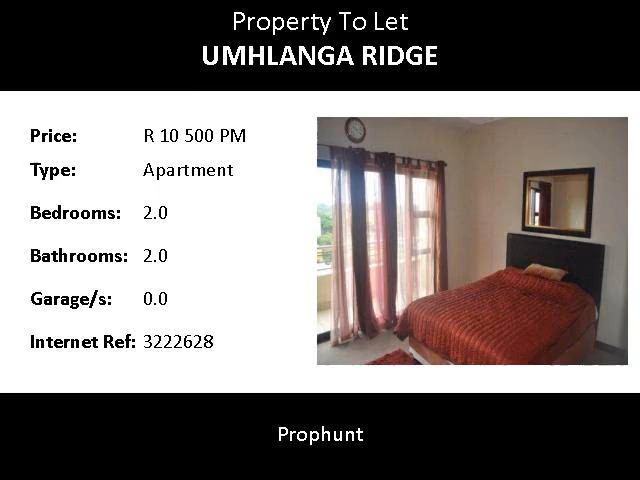 Property To Let
UMHLANGA RIDGE
Price: R 10 500 PM
Type: Apartment
Bedrooms: 2.0
Bathrooms: 2.0
Garage/s: 0.0
Internet Ref: 3222628
Prophunt